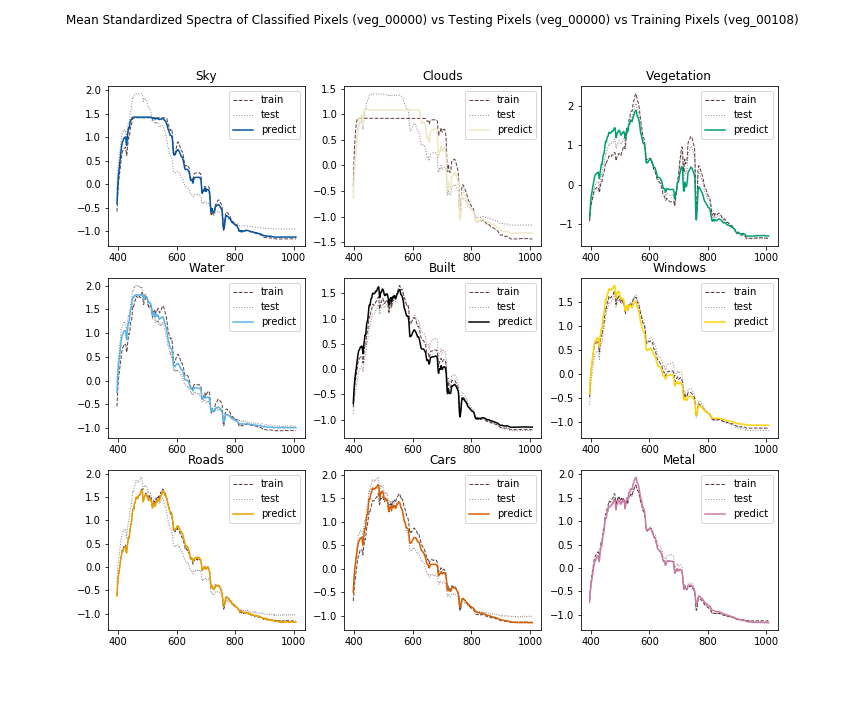 Mean Standardized Spectra of Classified Pixels (veg_00000) vs Testing Pixels (veg_00000) vs Training Pixels (veg_00108)
Sky
2.0
1.5
1.0
0.5
0.0
−0.5
−1.0
400
600
800
1000
train
test
predict
Clouds
1.5
1.0
0.5
0.0
−0.5
−1.0
−1.5
400
600
800
1000
train
test
predict
Vegetation
2
1
0
−1
400
600
800
1000
train
test
predict
Water
2.0
1.5
1.0
0.5
0.0
−0.5
−1.0
400
600
800
1000
train
test
predict
Built
1.5
1.0
0.5
0.0
−0.5
−1.0
400
600
800
1000
train
test
predict
Windows
1.5
1.0
0.5
0.0
−0.5
−1.0
400
600
800
1000
train
test
predict
Roads
2.0
1.5
1.0
0.5
0.0
−0.5
−1.0
400
600
800
1000
train
test
predict
Cars
2.0
1.5
1.0
0.5
0.0
−0.5
−1.0
400
600
800
1000
train
test
predict
Metal
2.0
1.5
1.0
0.5
0.0
−0.5
−1.0
400
600
800
1000
train
test
predict